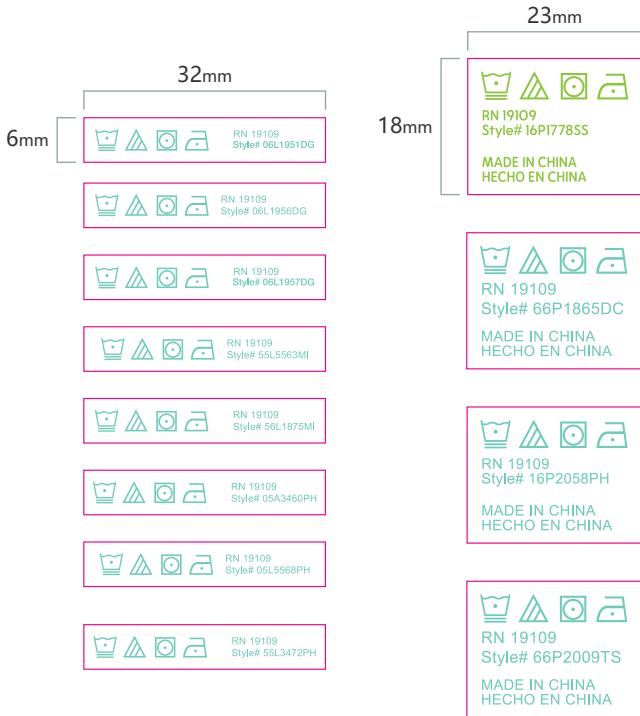 32mm
6mm
RN 19109
Style# 06L1951DG
RN 19109
Style# 06L1956DG
RN 19109
Style# 06L1957DG
RN 19109
Style# 55L5563MI
RN 19109
Style# 56L1875MI
RN 19109
Style# 05A3460PH
RN 19109
Style# 05L5568PH
RN 19109
Style# 55L3472PH
23mm
18mm
RN 19109
Style# 16P1778SS
MADE IN CHINA
HECHO EN CHINA
RN 19109
Style# 66P1865DC
MADE IN CHINA
HECHO EN CHINA
RN 19109
Style# 16P2058PH
MADE IN CHINA
HECHO EN CHINA
RN 19109
Style# 66P2009TS
MADE IN CHINA
HECHO EN CHINA